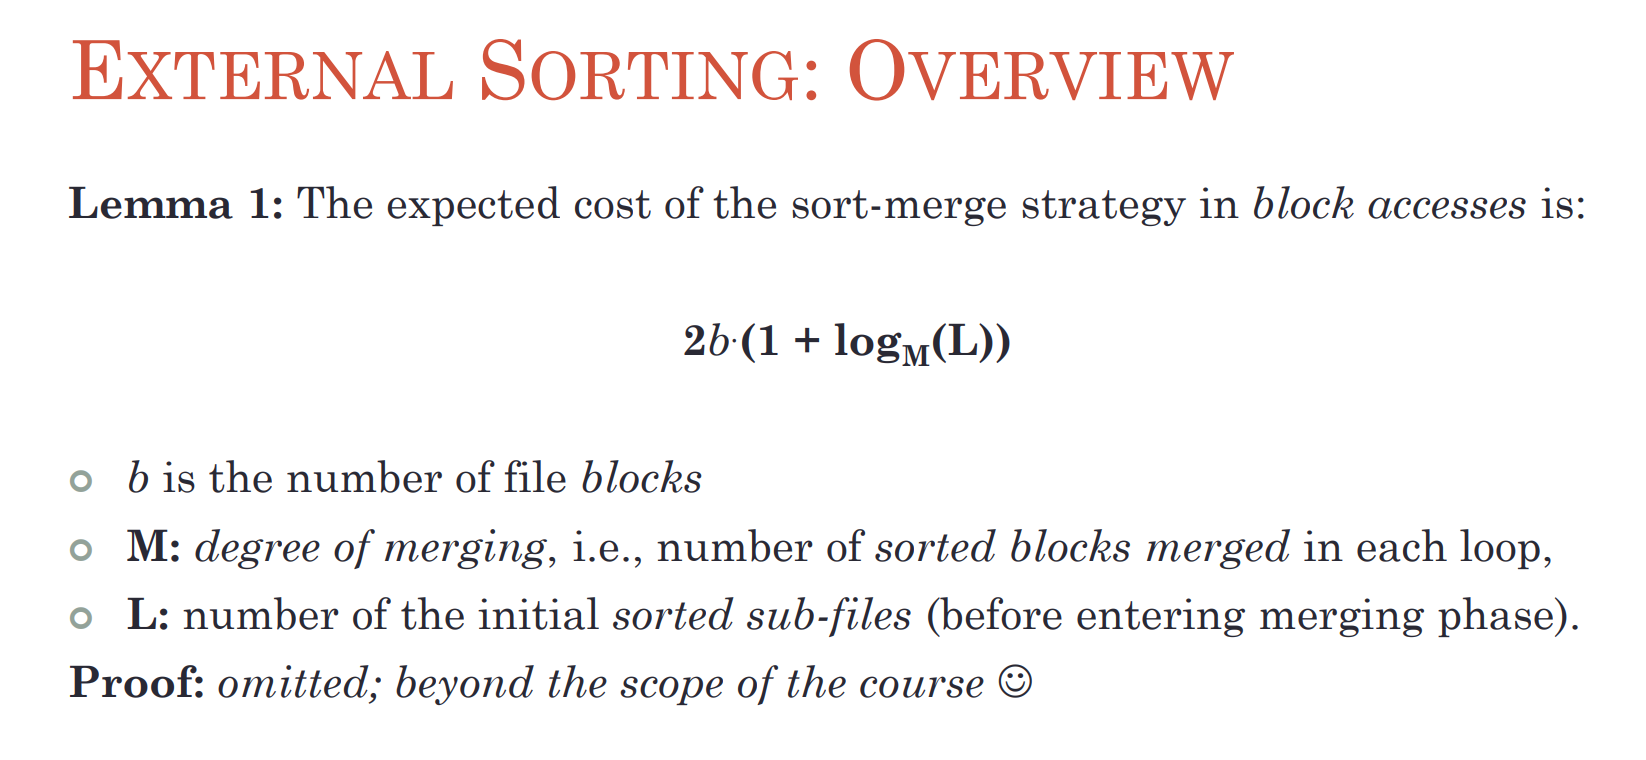 EXTERNAL SORTING: OVERVIEW
Lemma 1: The expected cost of the sort-merge strategy in block accesses is:
2b·(1 + logM(L))
b is the number of file blocks
M: degree of merging, i.e., number of sorted blocks merged in each loop,
L: number of the initial sorted sub-files (before entering merging phase).
Proof: omitted; beyond the scope of the course ☺